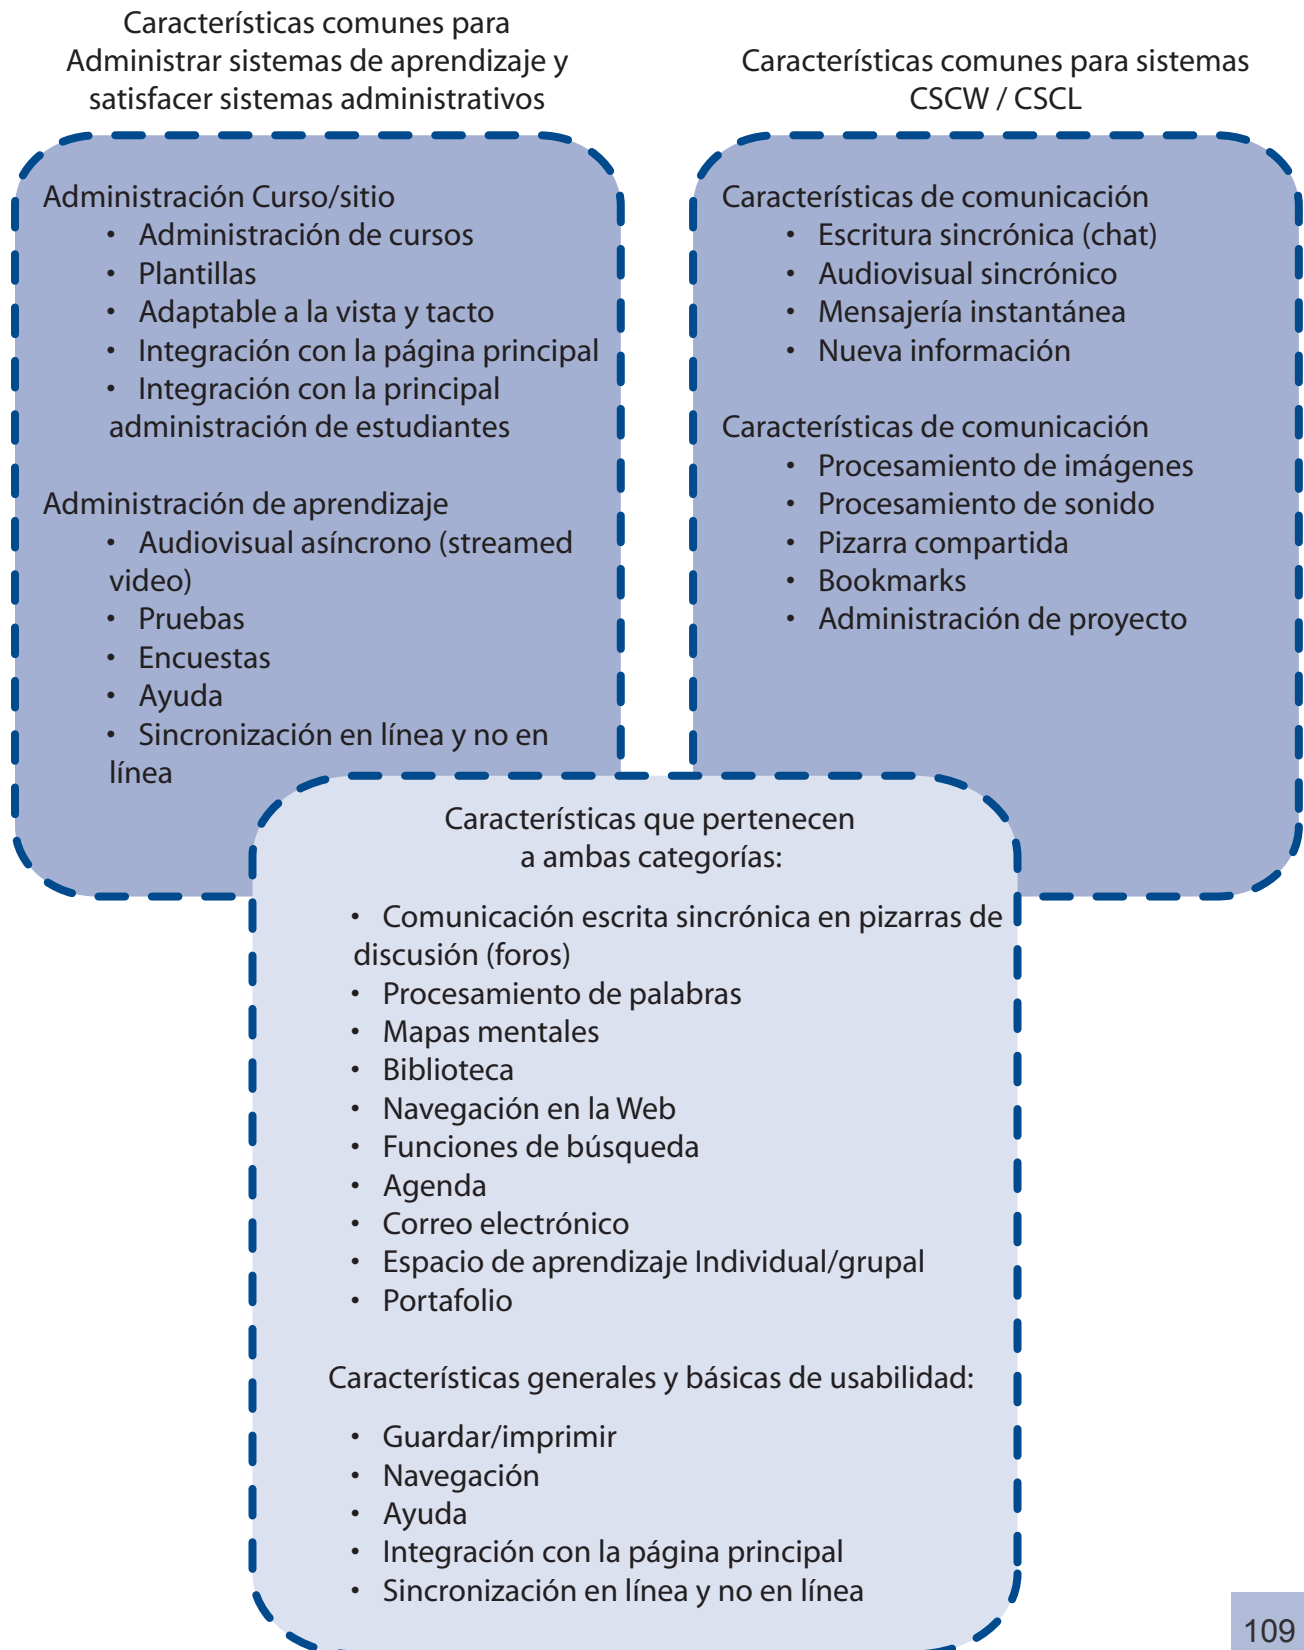 Características comunes para
Administrar sistemas de aprendizaje y
satisfacer sistemas administrativos
Administración Curso/sitio
• Administración de cursos
• Plantillas
• Adaptable a la vista y tacto
• Integración con la página principal
• Integración con la principal
administración de estudiantes
Administración de aprendizaje
• Audiovisual asíncrono (streamed
video)
• Pruebas
• Encuestas
• Ayuda
• Sincronización en línea y no en
línea
Características comunes para sistemas
CSCW / CSCL
Características de comunicación
• Escritura sincrónica (chat)
• Audiovisual sincrónico
• Mensajería instantánea
• Nueva información
Características de comunicación
• Procesamiento de imágenes
• Procesamiento de sonido
• Pizarra compartida
• Bookmarks
• Administración de proyecto
Características que pertenecen
a ambas categorías:
• Comunicación escrita sincrónica en pizarras de
discusión (foros)
• Procesamiento de palabras
• Mapas mentales
• Biblioteca
• Navegación en la Web
• Funciones de búsqueda
• Agenda
• Correo electrónico
• Espacio de aprendizaje Individual/grupal
• Portafolio
Características generales y básicas de usabilidad:
• Guardar/imprimir
• Navegación
• Ayuda
• Integración con la página principal
• Sincronización en línea y no en línea
109